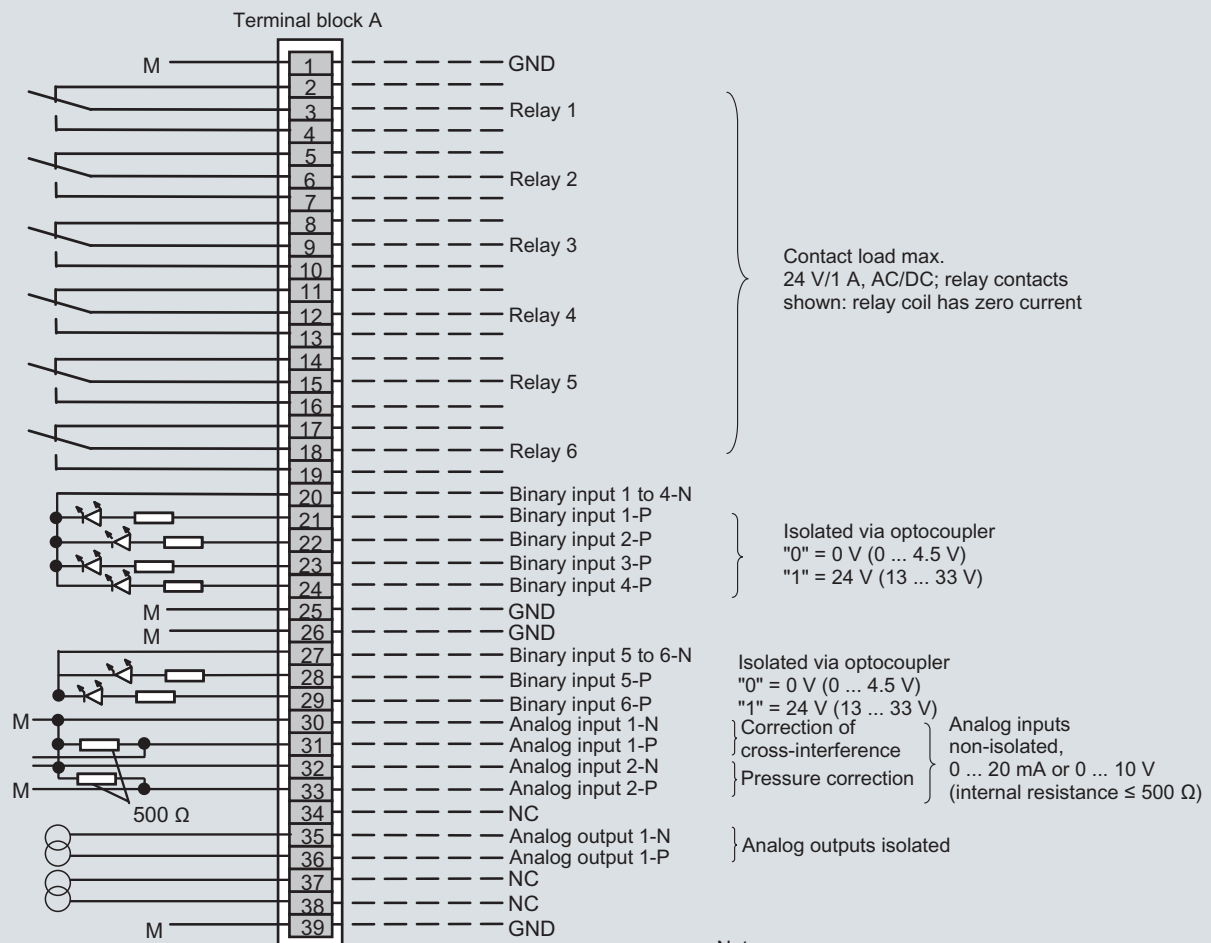 Terminal block A
M 1 GND
2
3 Relay 1
4
5
6 Relay 2
7
8
9 Relay 3
10
11
12 Relay 4
13
14
15 Relay 5
16
17
18 Relay 6
19
Contact load max.
24 V/1 A, AC/DC; relay contacts
shown: relay coil has zero current
20 Binary input 1 to 4-N
21 Binary input 1-P
22 Binary input 2-P
23 Binary input 3-P
24 Binary input 4-P
Isolated via optocoupler
"0" = 0 V (0 ... 4.5 V)
"1" = 24 V (13 ... 33 V)
M 25 GND
M 26 GND
27 Binary input 5 to 6-N
28 Binary input 5-P
29 Binary input 6-P
Isolated via optocoupler
"0" = 0 V (0 ... 4.5 V)
"1" = 24 V (13 ... 33 V)
M 30 Analog input 1-N
31 Analog input 1-P
32 Analog input 2-N
M 33 Analog input 2-P
500 Ω
Correction of
cross-interference
Pressure correction
Analog inputs
non-isolated,
0 ... 20 mA or 0 ... 10 V
(internal resistance ≤ 500 Ω)
34 NC
35 Analog output 1-N
36 Analog output 1-P
Analog outputs isolated
37 NC
38 NC
M 39 GND